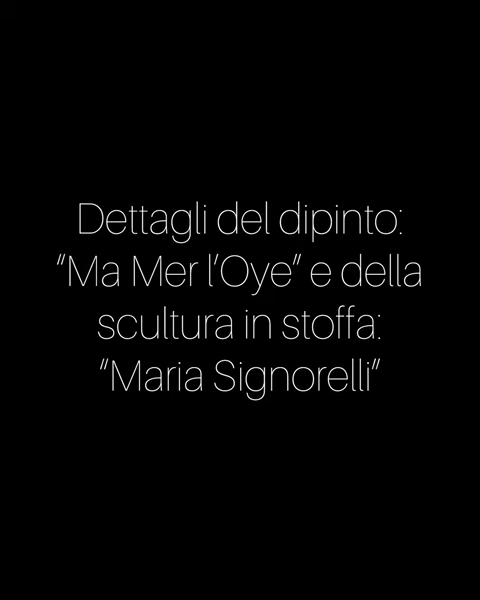 Dettagli del dipinto:
“Ma Mer l’Oye” e della
scultura in stoffa:
“Maria Signorelli”